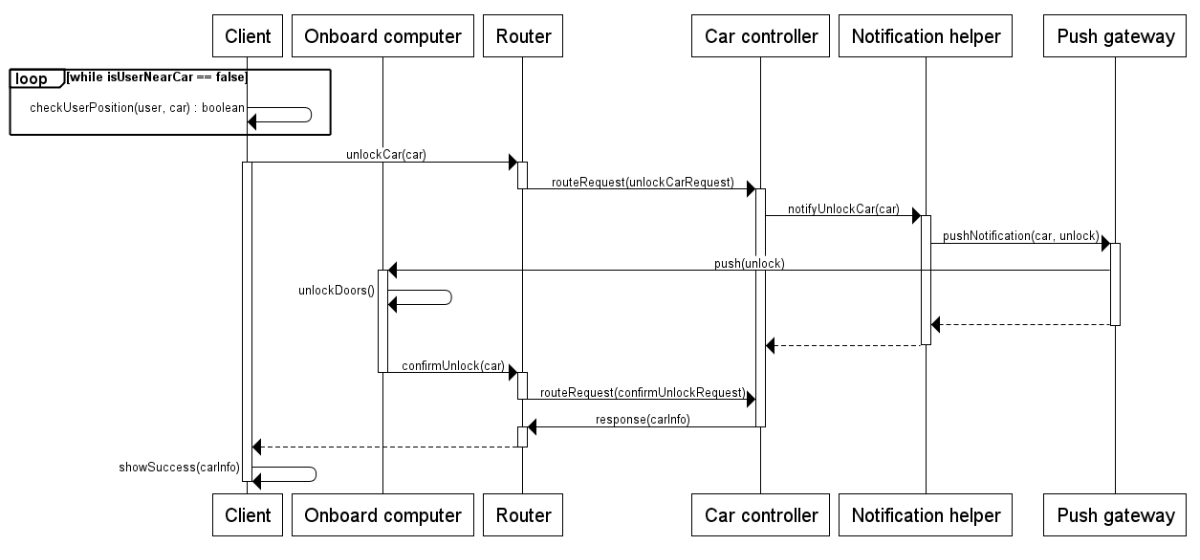 Client
Onboard computer
Router
Car controller
Notification helper
Push gateway
loop
[while isUserNearCar == false]
checkUserPosition(user, car) : boolean
unlockCar(car)
routeRequest(unlockCarRequest)
notifyUnlockCar(car)
pushNotification(car, unlock)
push(unlock)
unlockDoors()
confirmUnlock(car)
routeRequest(confirmUnlockRequest)
response(carInfo)
showSuccess(carInfo)
Client
Onboard computer
Router
Car controller
Notification helper
Push gateway